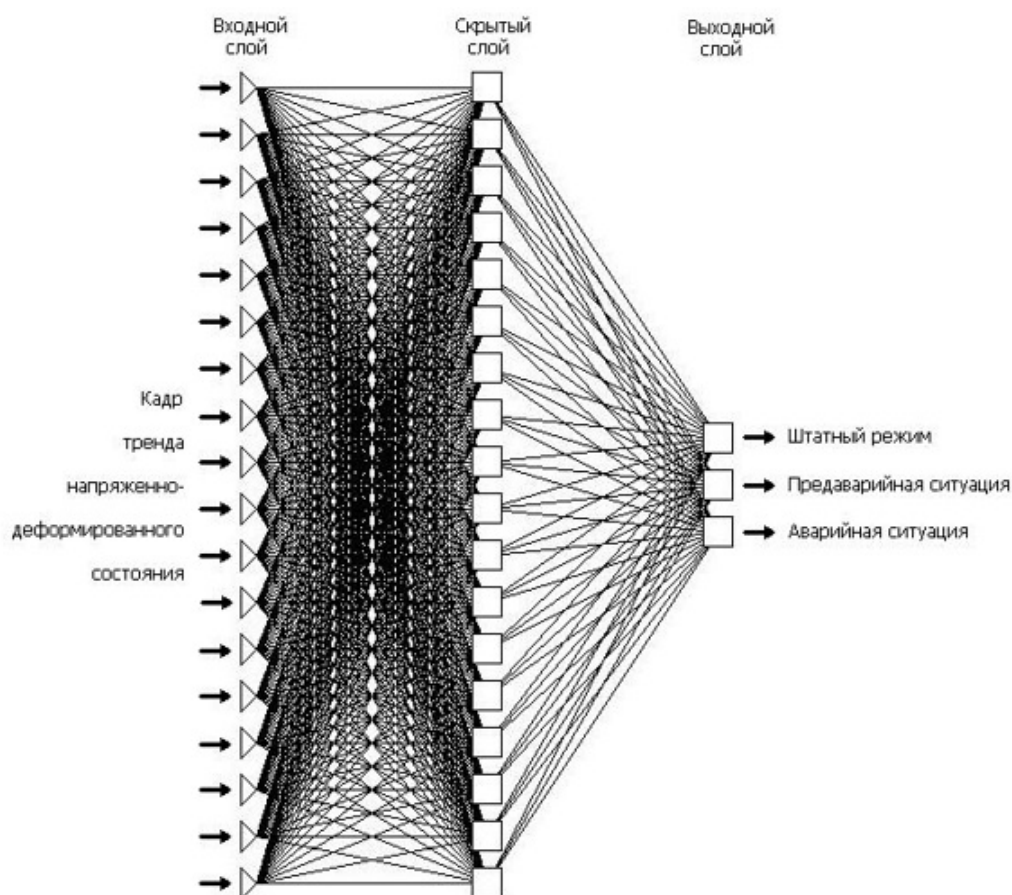 Входной
слой
Скрытый
слой
Выходной
слой
Кадр
тренда
напряженно-
деформированного
состояния
Штатный режим
Предаварийная ситуация
Аварийная ситуация